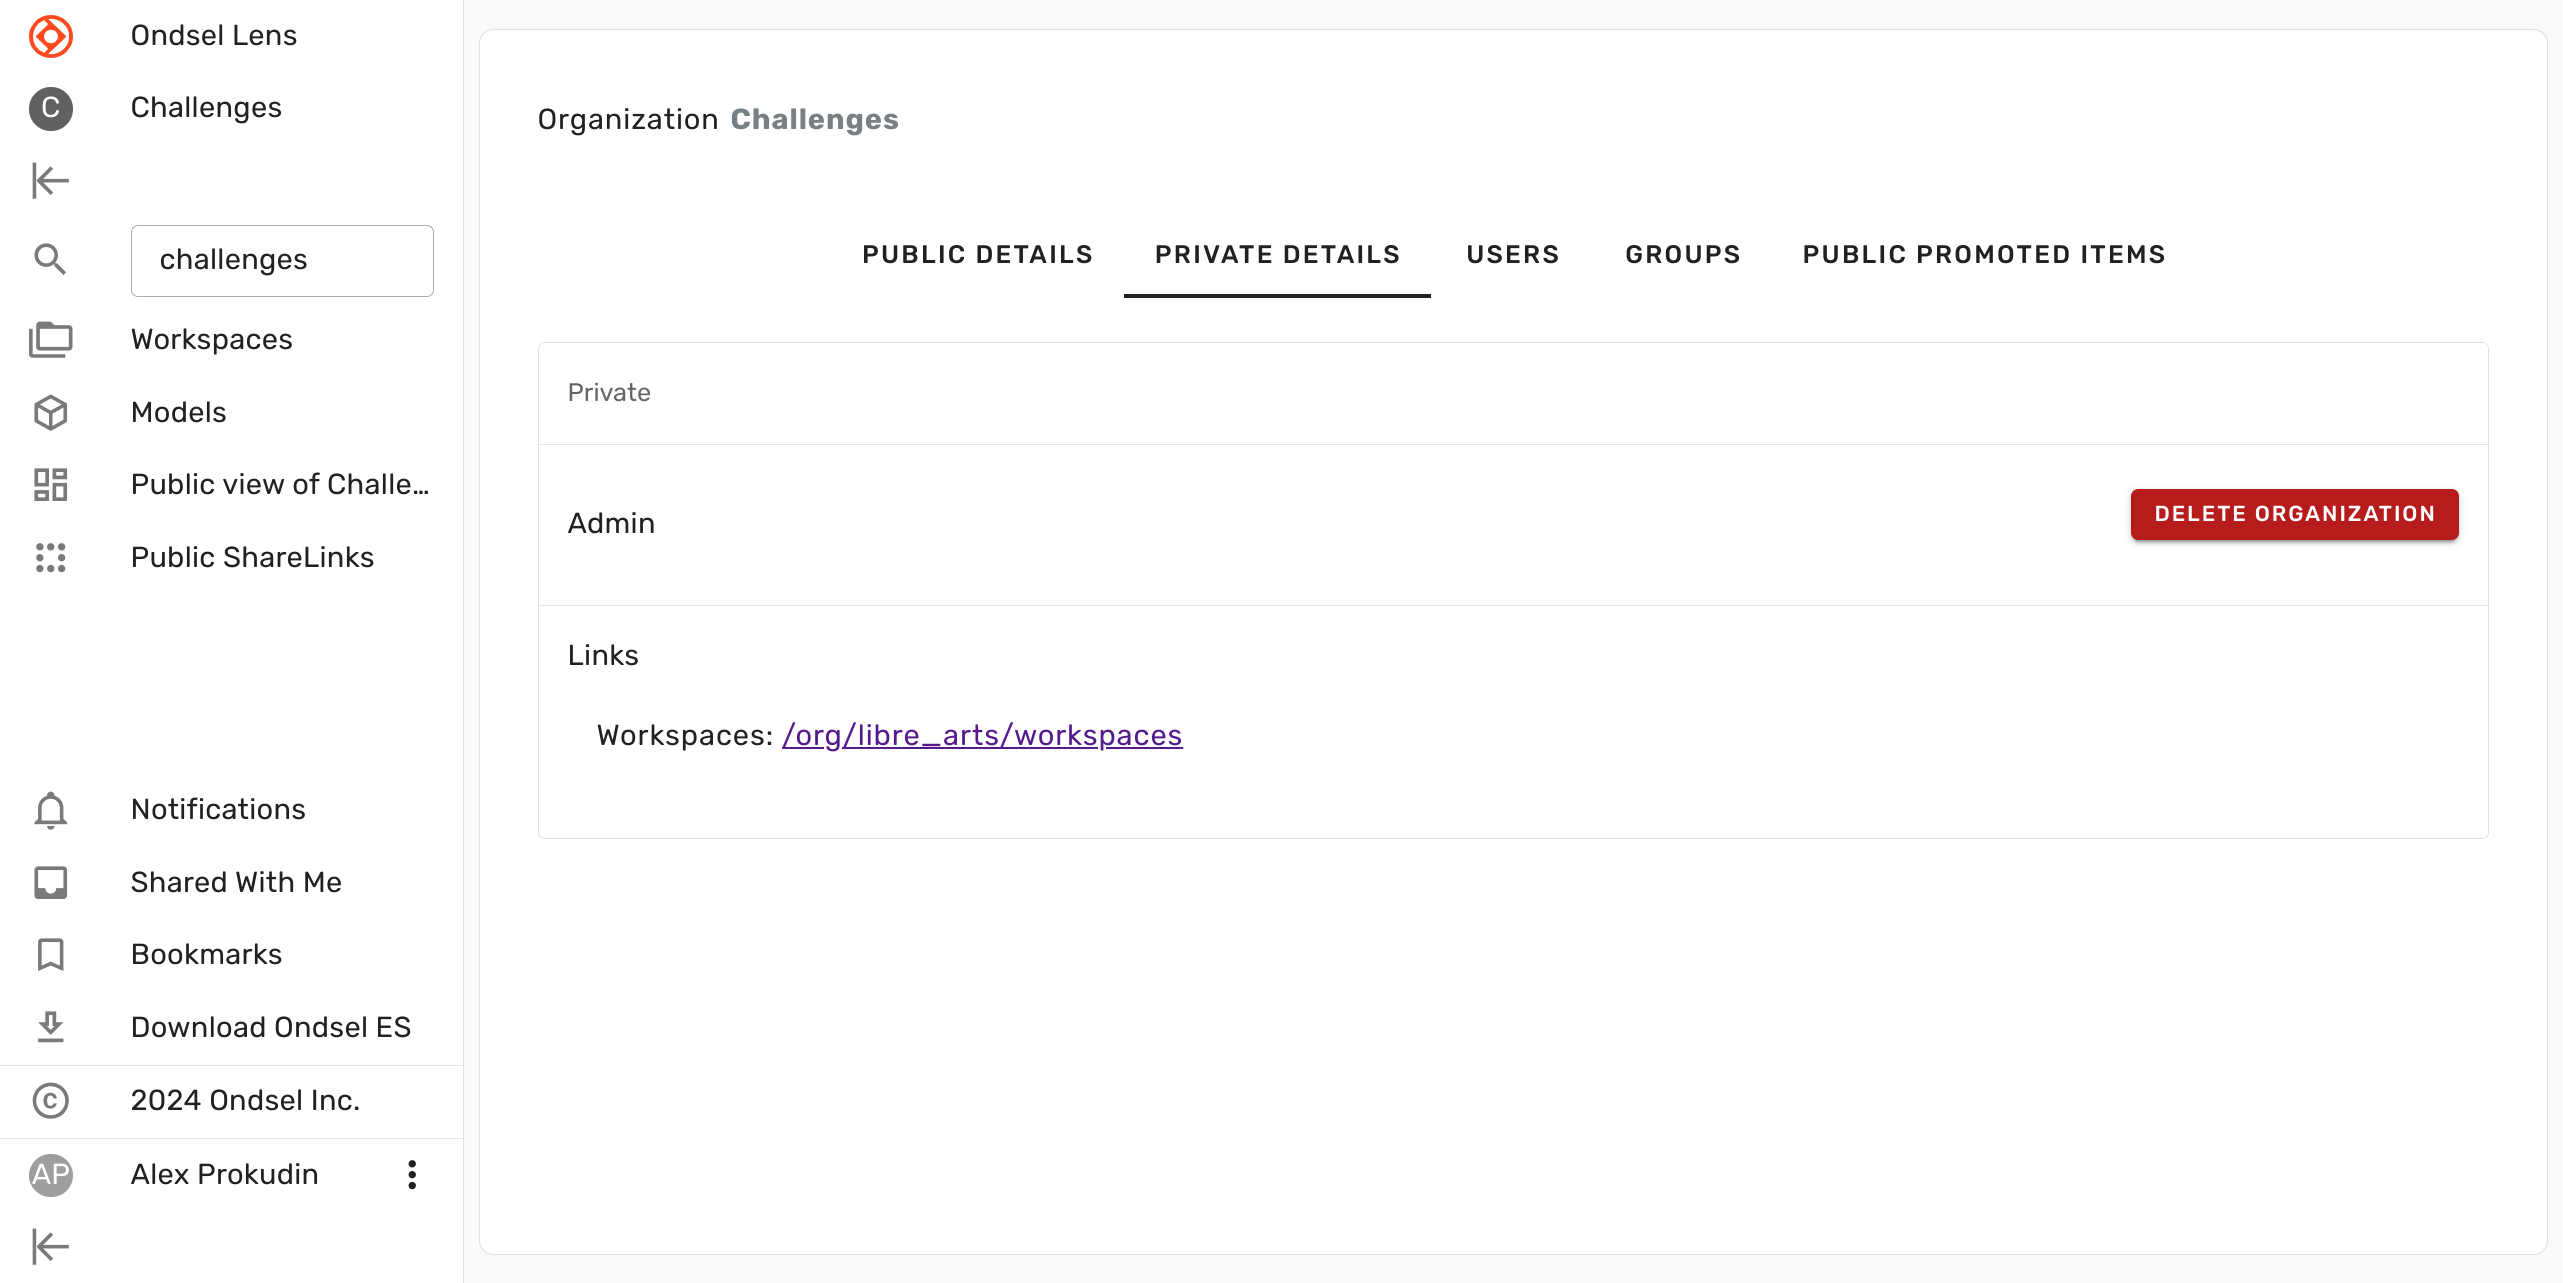 Ondsel Lens
C
Challenges
challenges
Workspaces
Models
Public view of Challe...
Public ShareLinks
Notifications
Shared With Me
Bookmarks
Download Ondsel ES
2024 Ondsel Inc.
AP
Alex Prokudin
Organization Challenges
PUBLIC DETAILS
PRIVATE DETAILS
USERS
GROUPS
PUBLIC PROMOTED ITEMS
Private
Admin
DELETE ORGANIZATION
Links
Workspaces: /org/libre_arts/workspaces